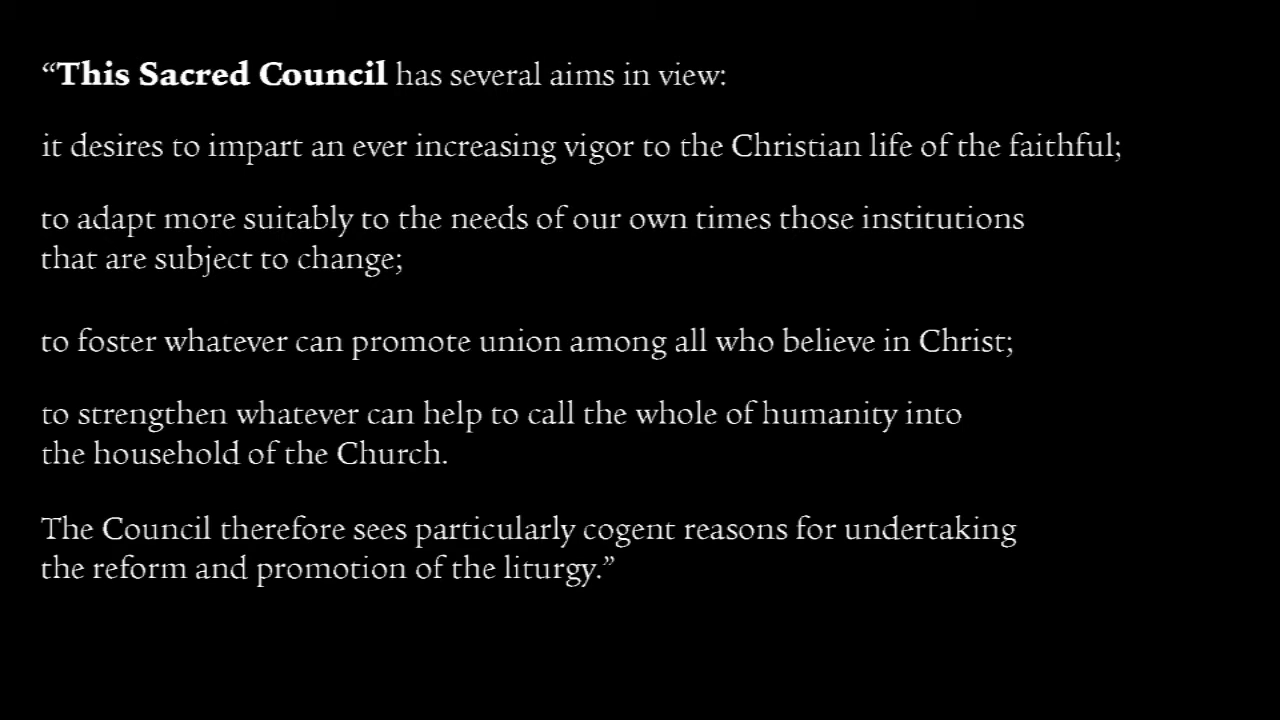 “This Sacred Council has several aims in view:
it desires to impart an ever increasing vigor to the Christian life of the faithful;
to adapt more suitably to the needs of our own times those institutions
that are subject to change;
to foster whatever can promote union among all who believe in Christ;
to strengthen whatever can help to call the whole of humanity into
the household of the Church.
The Council therefore sees particularly cogent reasons for undertaking
the reform and promotion of the liturgy.”